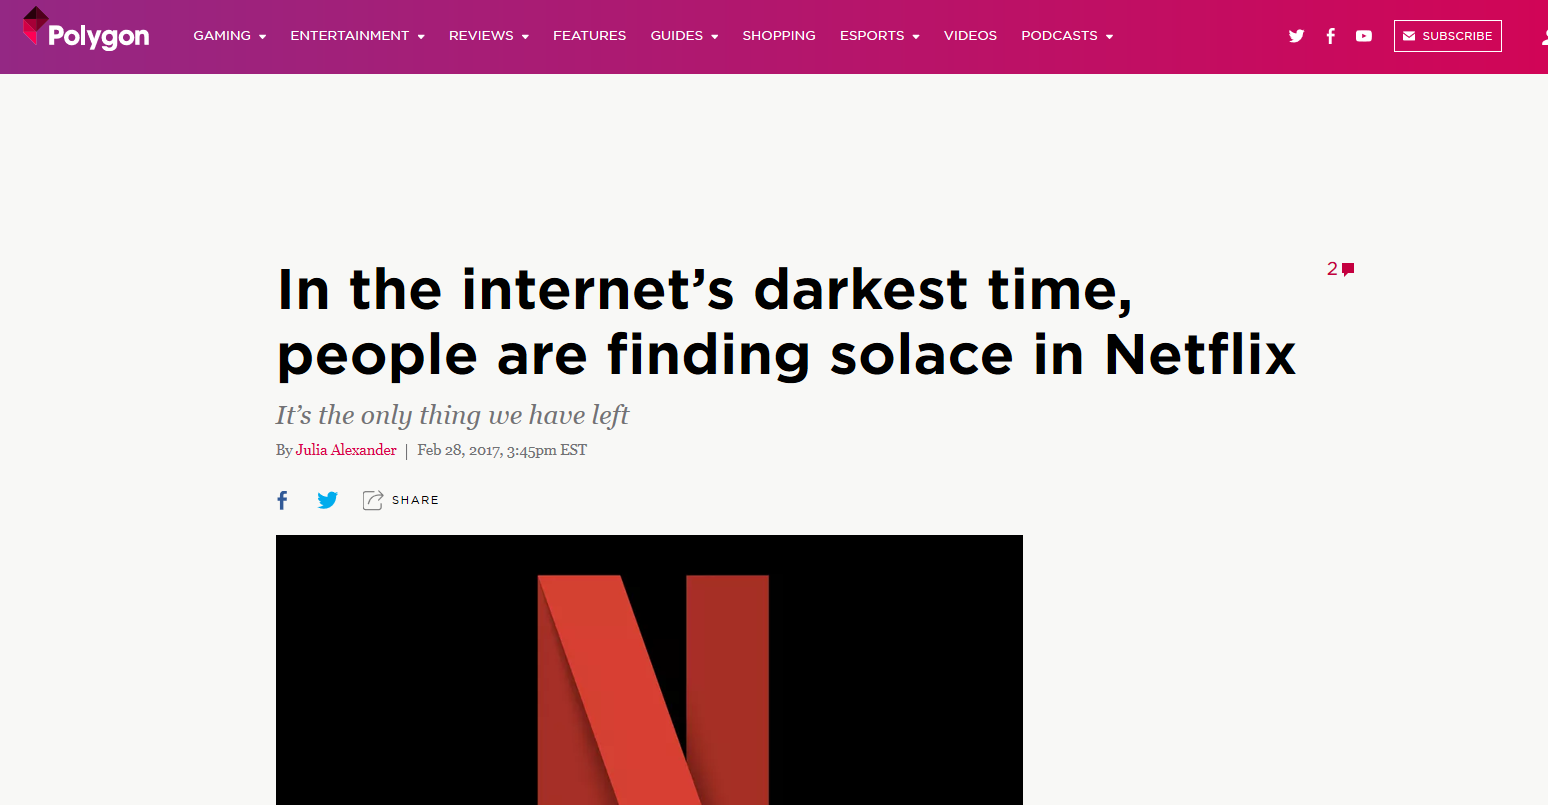 Polygon GAMING ENTERTAINMENT REVIEWS FEATURES GUIDES SHOPPING ESPORTS VIDEOS PODCASTS SUBSCRIBE
In the internet’s darkest time, 2
people are finding solace in Netflix
It’s the only thing we have left
By Julia Alexander | Feb 28, 2017, 3:45pm EST
SHARE